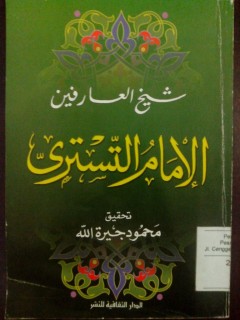 شيخ العارفين
الإمام التستري
تحقيق
محمود جيرة الله
الدار الثقافية للنشر